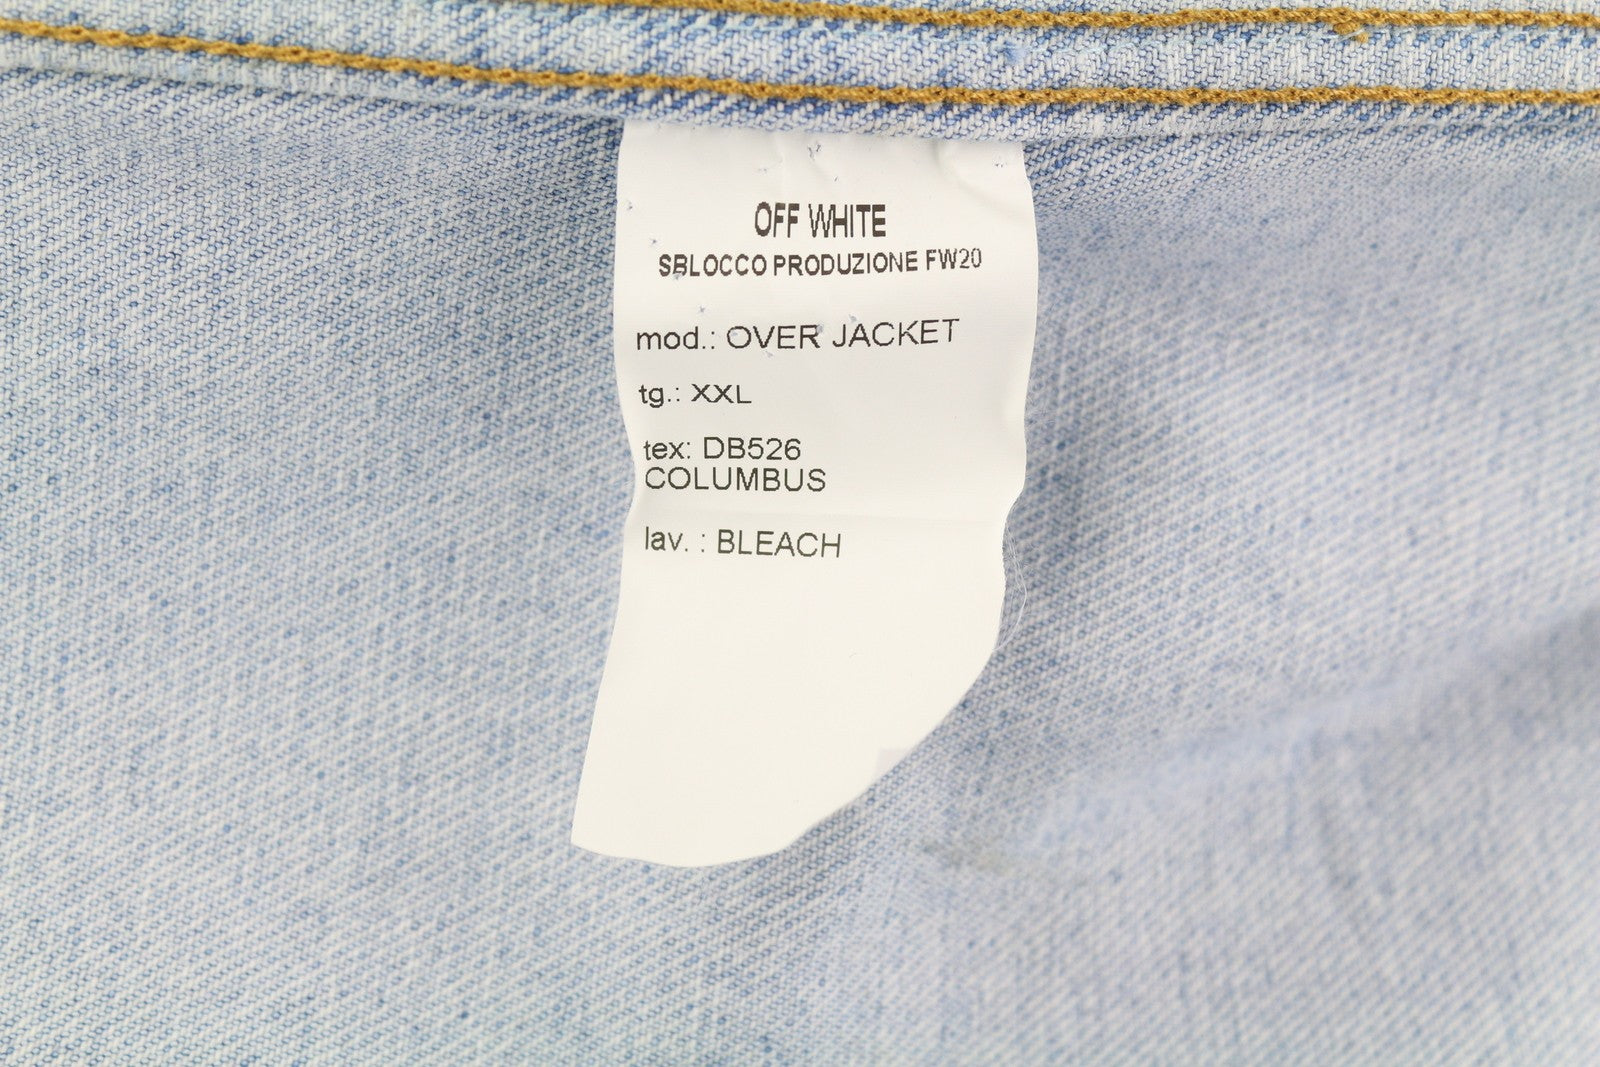 OFF WHITE
SBLOCCO PRODUZIONE FW20
mod.: OVER JACKET
tg.: XXL
tex: DB526
COLUMBUS
lav. : BLEACH